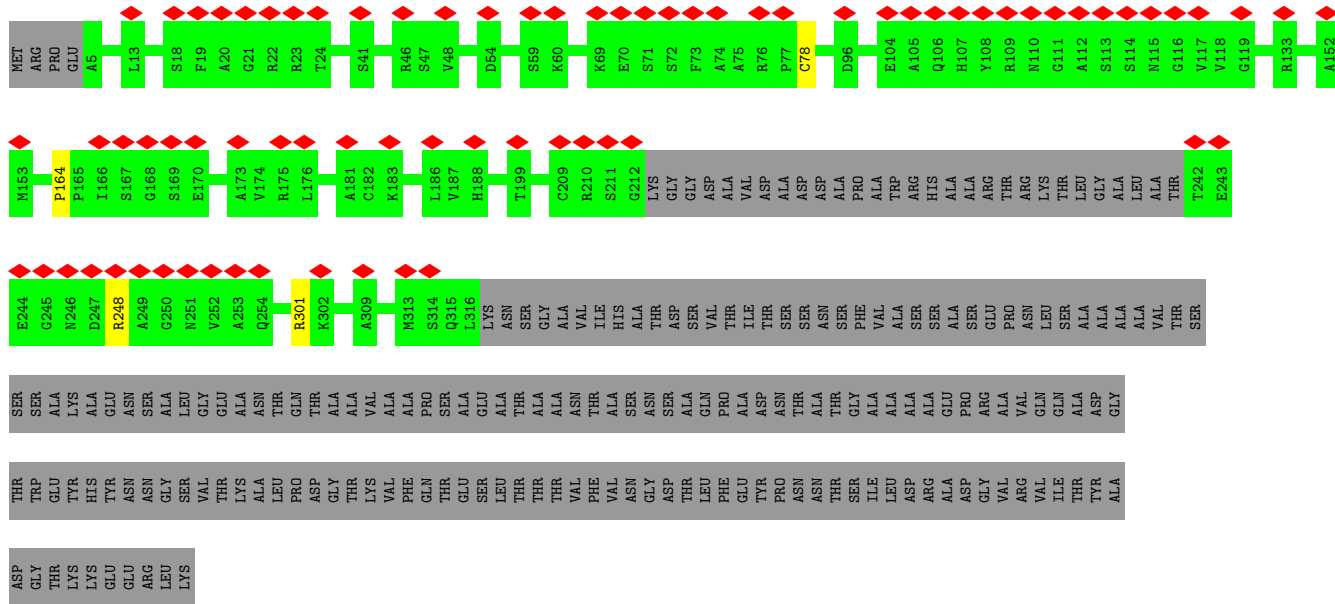 MET ARG PRO GLU A5 L13 S18 F19 A20 G21 R22 R23 T24 S41 R46 S47 V48 D54 S59 K60 K69 E70 S71 S72 F73 A74 A75 R76 P77 C78 D96 E104 A105 Q106 H107 Y108 R109 N110 G111 A112 S113 S114 N115 G116 V117 V118 G119 R133 A152
M153 P164 P165 I166 S167 G168 S169 E170 A173 V174 R175 L176 A181 C182 K183 L186 V187 H188 T199 C209 R210 S211 G212 LYS GLY GLY ASP ALA VAL ASP ALA ASP ASP ALA PRO ALA TRP ARG HIS ALA ALA ARG THR ARG LYS THR LEU GLY ALA LEU ALA THR T242 E243
E244 G245 N246 D247 R248 A249 G250 N251 V252 A253 Q254 R301 K302 A309 M313 S314 Q315 L316 LYS ASN SER GLY ALA VAL ILE HIS ALA THR ASP SER VAL THR ILE THR SER SER ASN SER PHE VAL ALA SER SER ALA SER GLU PRO ASN LEU SER ALA ALA ALA ALA VAL THR SER
SER SER ALA LYS ALA GLU ASN SER ALA LEU GLY GLU ALA ASN THR GLN THR ALA ALA VAL ALA ALA PRO SER ALA GLU ALA THR ALA ALA ASN THR ALA SER ASN SER ALA GLN PRO ALA ASP ASN THR ALA THR GLY ALA ALA ALA ALA GLU PRO ARG ALA VAL GLN GLN ALA ASP GLY
THR TRP GLU TYR HIS TYR ASN ASN GLY SER VAL THR LYS ALA LEU PRO ASP GLY THR LYS VAL PHE GLN THR GLU SER LEU THR THR THR VAL PHE VAL ASN GLY ASP THR LEU PHE GLU TYR PRO ASN ASN THR SER ILE LEU ASP ARG ALA ASP GLY VAL ARG VAL ILE THR TYR ALA
ASP GLY THR LYS LYS GLU GLU ARG LEU LYS